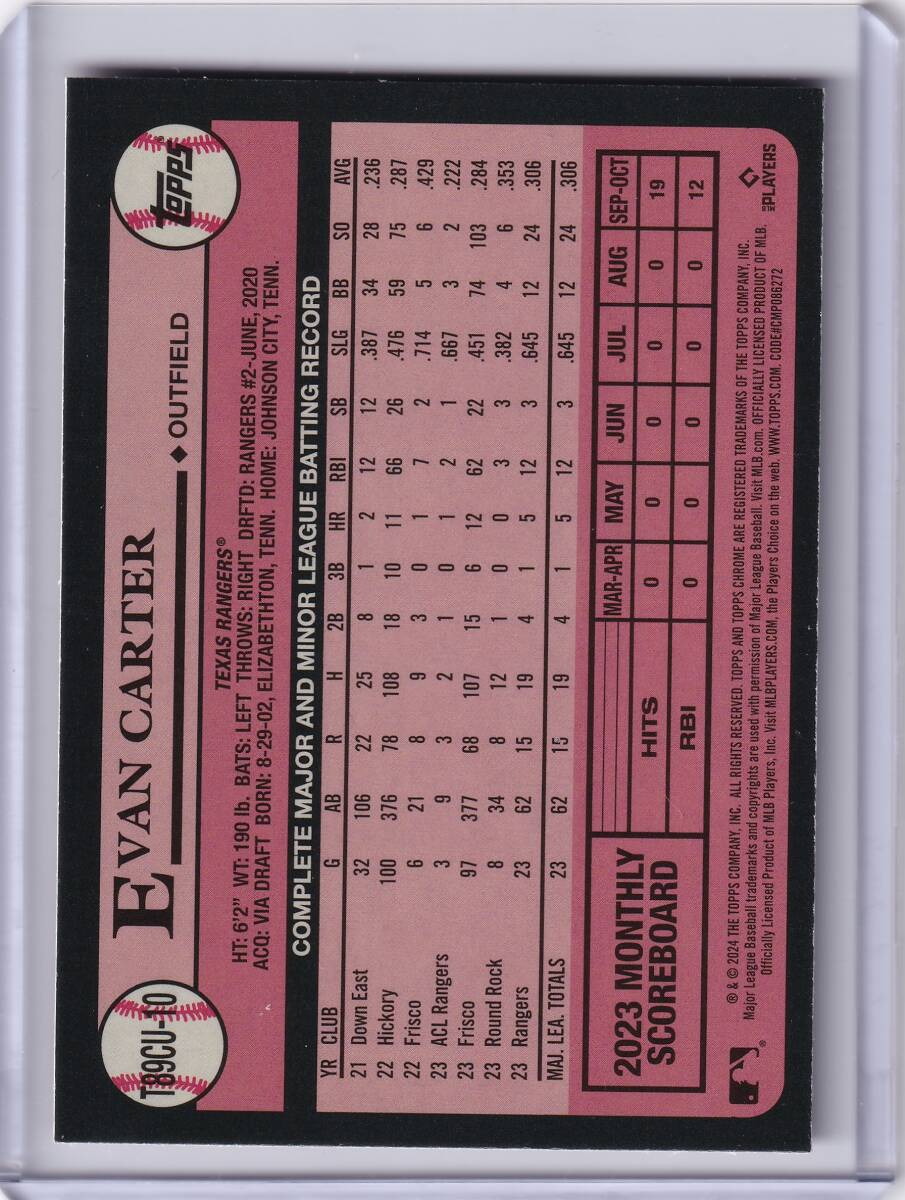 T89CU-10
EVAN CARTER ◆ OUTFIELD
TOPPS®
TEXAS RANGERS®
HT: 6'2" WT: 190 lb. BATS: LEFT THROWS: RIGHT DRFTD: RANGERS #2-JUNE, 2020
ACQ: VIA DRAFT BORN: 8-29-02, ELIZABETHTON, TENN. HOME: JOHNSON CITY, TENN.
COMPLETE MAJOR AND MINOR LEAGUE BATTING RECORD
YR CLUB G AB R H 2B 3B HR RBI SB SLG BB SO AVG
21 Down East 32 106 22 25 8 1 2 12 12 .387 34 28 .236
22 Hickory 100 376 78 108 18 10 11 66 26 .476 59 75 .287
22 Frisco 6 21 8 9 3 0 1 7 2 .714 5 6 .429
23 ACL Rangers 3 9 3 2 1 0 1 2 1 .667 3 2 .222
23 Frisco 97 377 68 107 15 6 12 62 22 .451 74 103 .284
23 Round Rock 8 34 8 12 1 0 0 3 3 .382 4 6 .353
23 Rangers 23 62 15 19 4 1 5 12 3 .645 12 24 .306
MAJ. LEA. TOTALS 23 62 15 19 4 1 5 12 3 .645 12 24 .306
2023 MONTHLY
SCOREBOARD
MAR-APR MAY JUN JUL AUG SEP-OCT
HITS 0 0 0 0 0 19
RBI 0 0 0 0 0 12
® & © 2024 THE TOPPS COMPANY, INC. ALL RIGHTS RESERVED. TOPPS AND TOPPS CHROME ARE REGISTERED TRADEMARKS OF THE TOPPS COMPANY, INC.
Major League Baseball trademarks and copyrights are used with permission of Major League Baseball. Visit MLB.com. OFFICIALLY LICENSED PRODUCT OF MLB.
Officially Licensed Product of MLB Players, Inc. Visit MLBPLAYERS.COM, the Players Choice on the web. WWW.TOPPS.COM. CODE#CMP086272
MLB PLAYERS